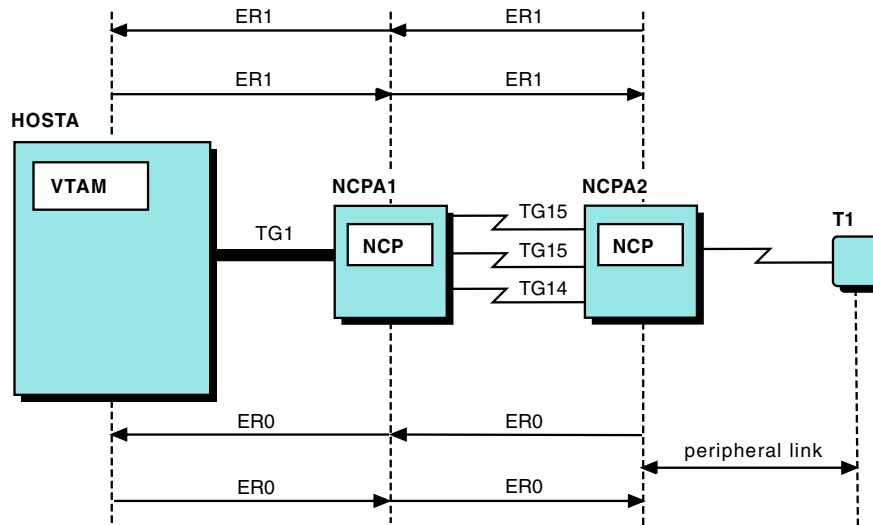 ER1 ER1
ER1 ER1
HOSTA
VTAM
NCPA1
NCPA2
T1
TG1
NCP
TG15
TG15
TG14
NCP
ER0 ER0
peripheral link
ER0 ER0